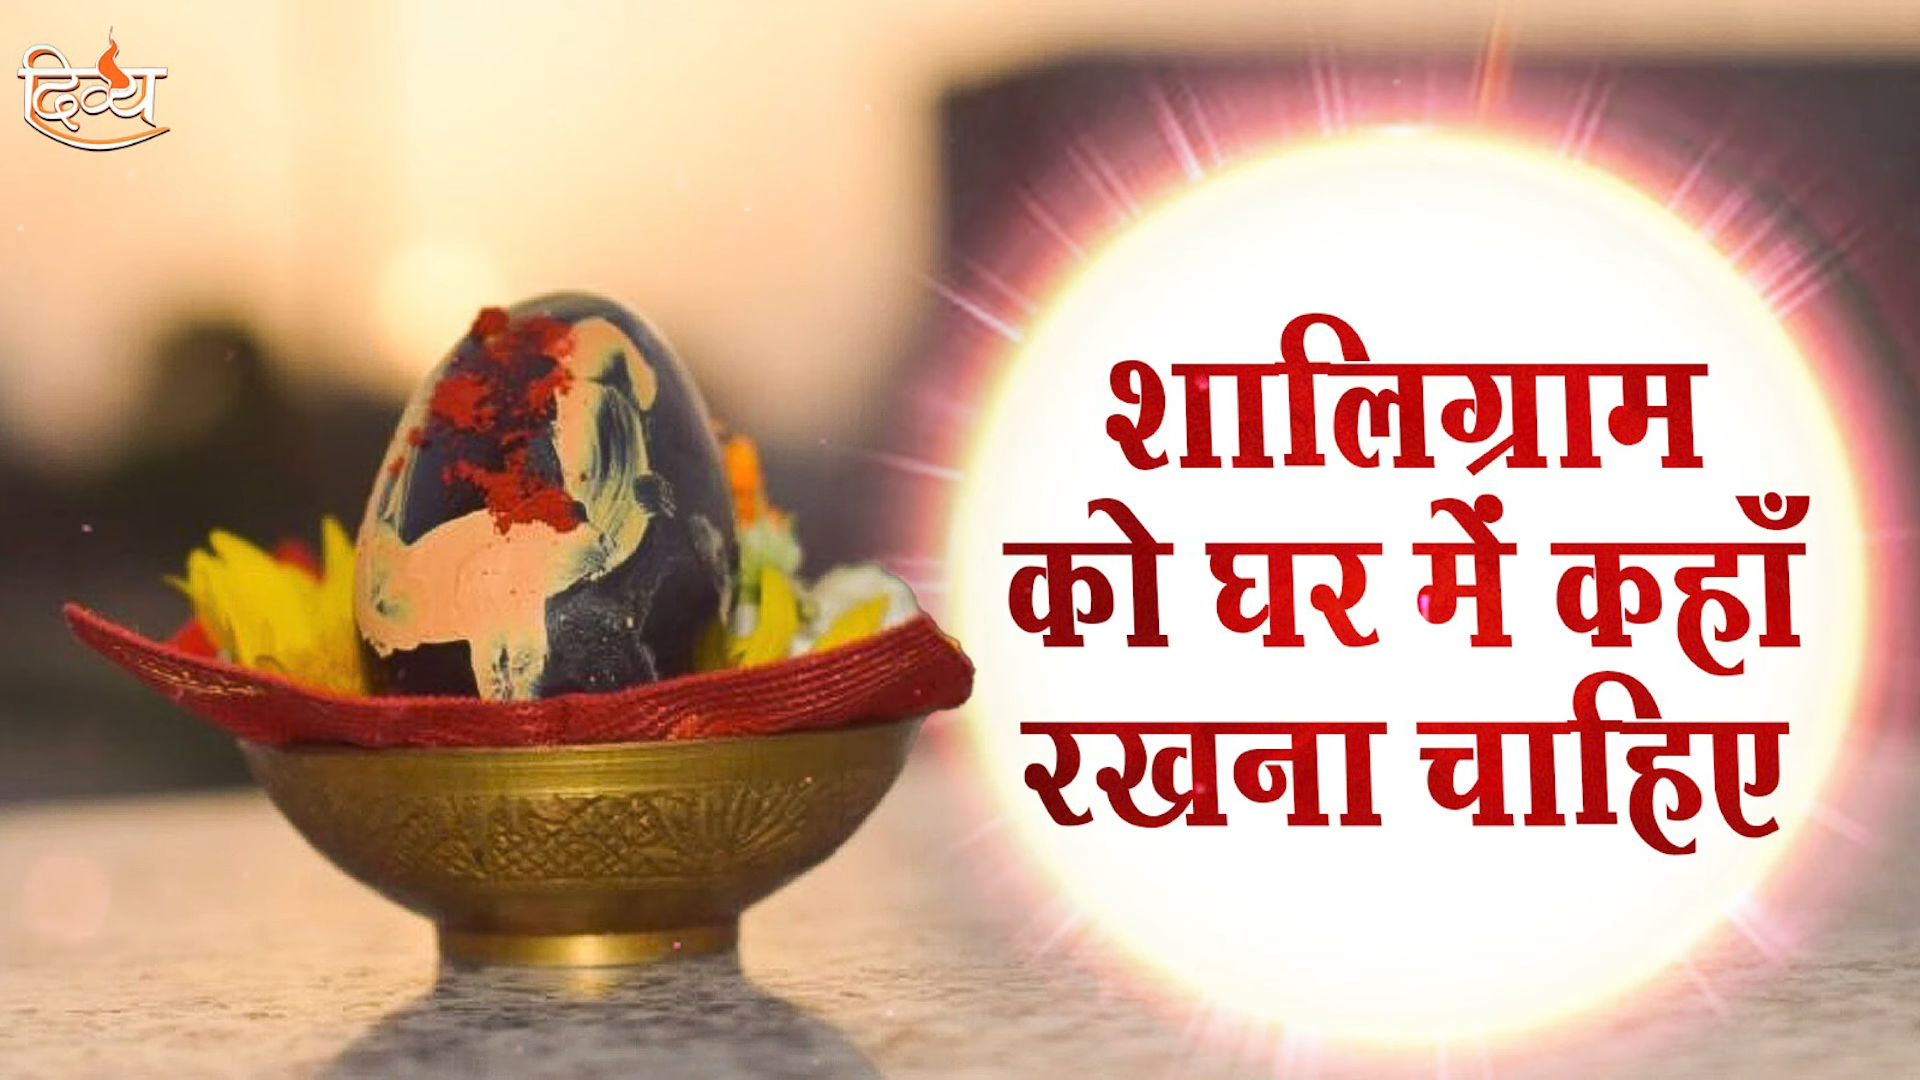 दिव्य
शालिग्राम
को घर में कहाँ
रखना चाहिए